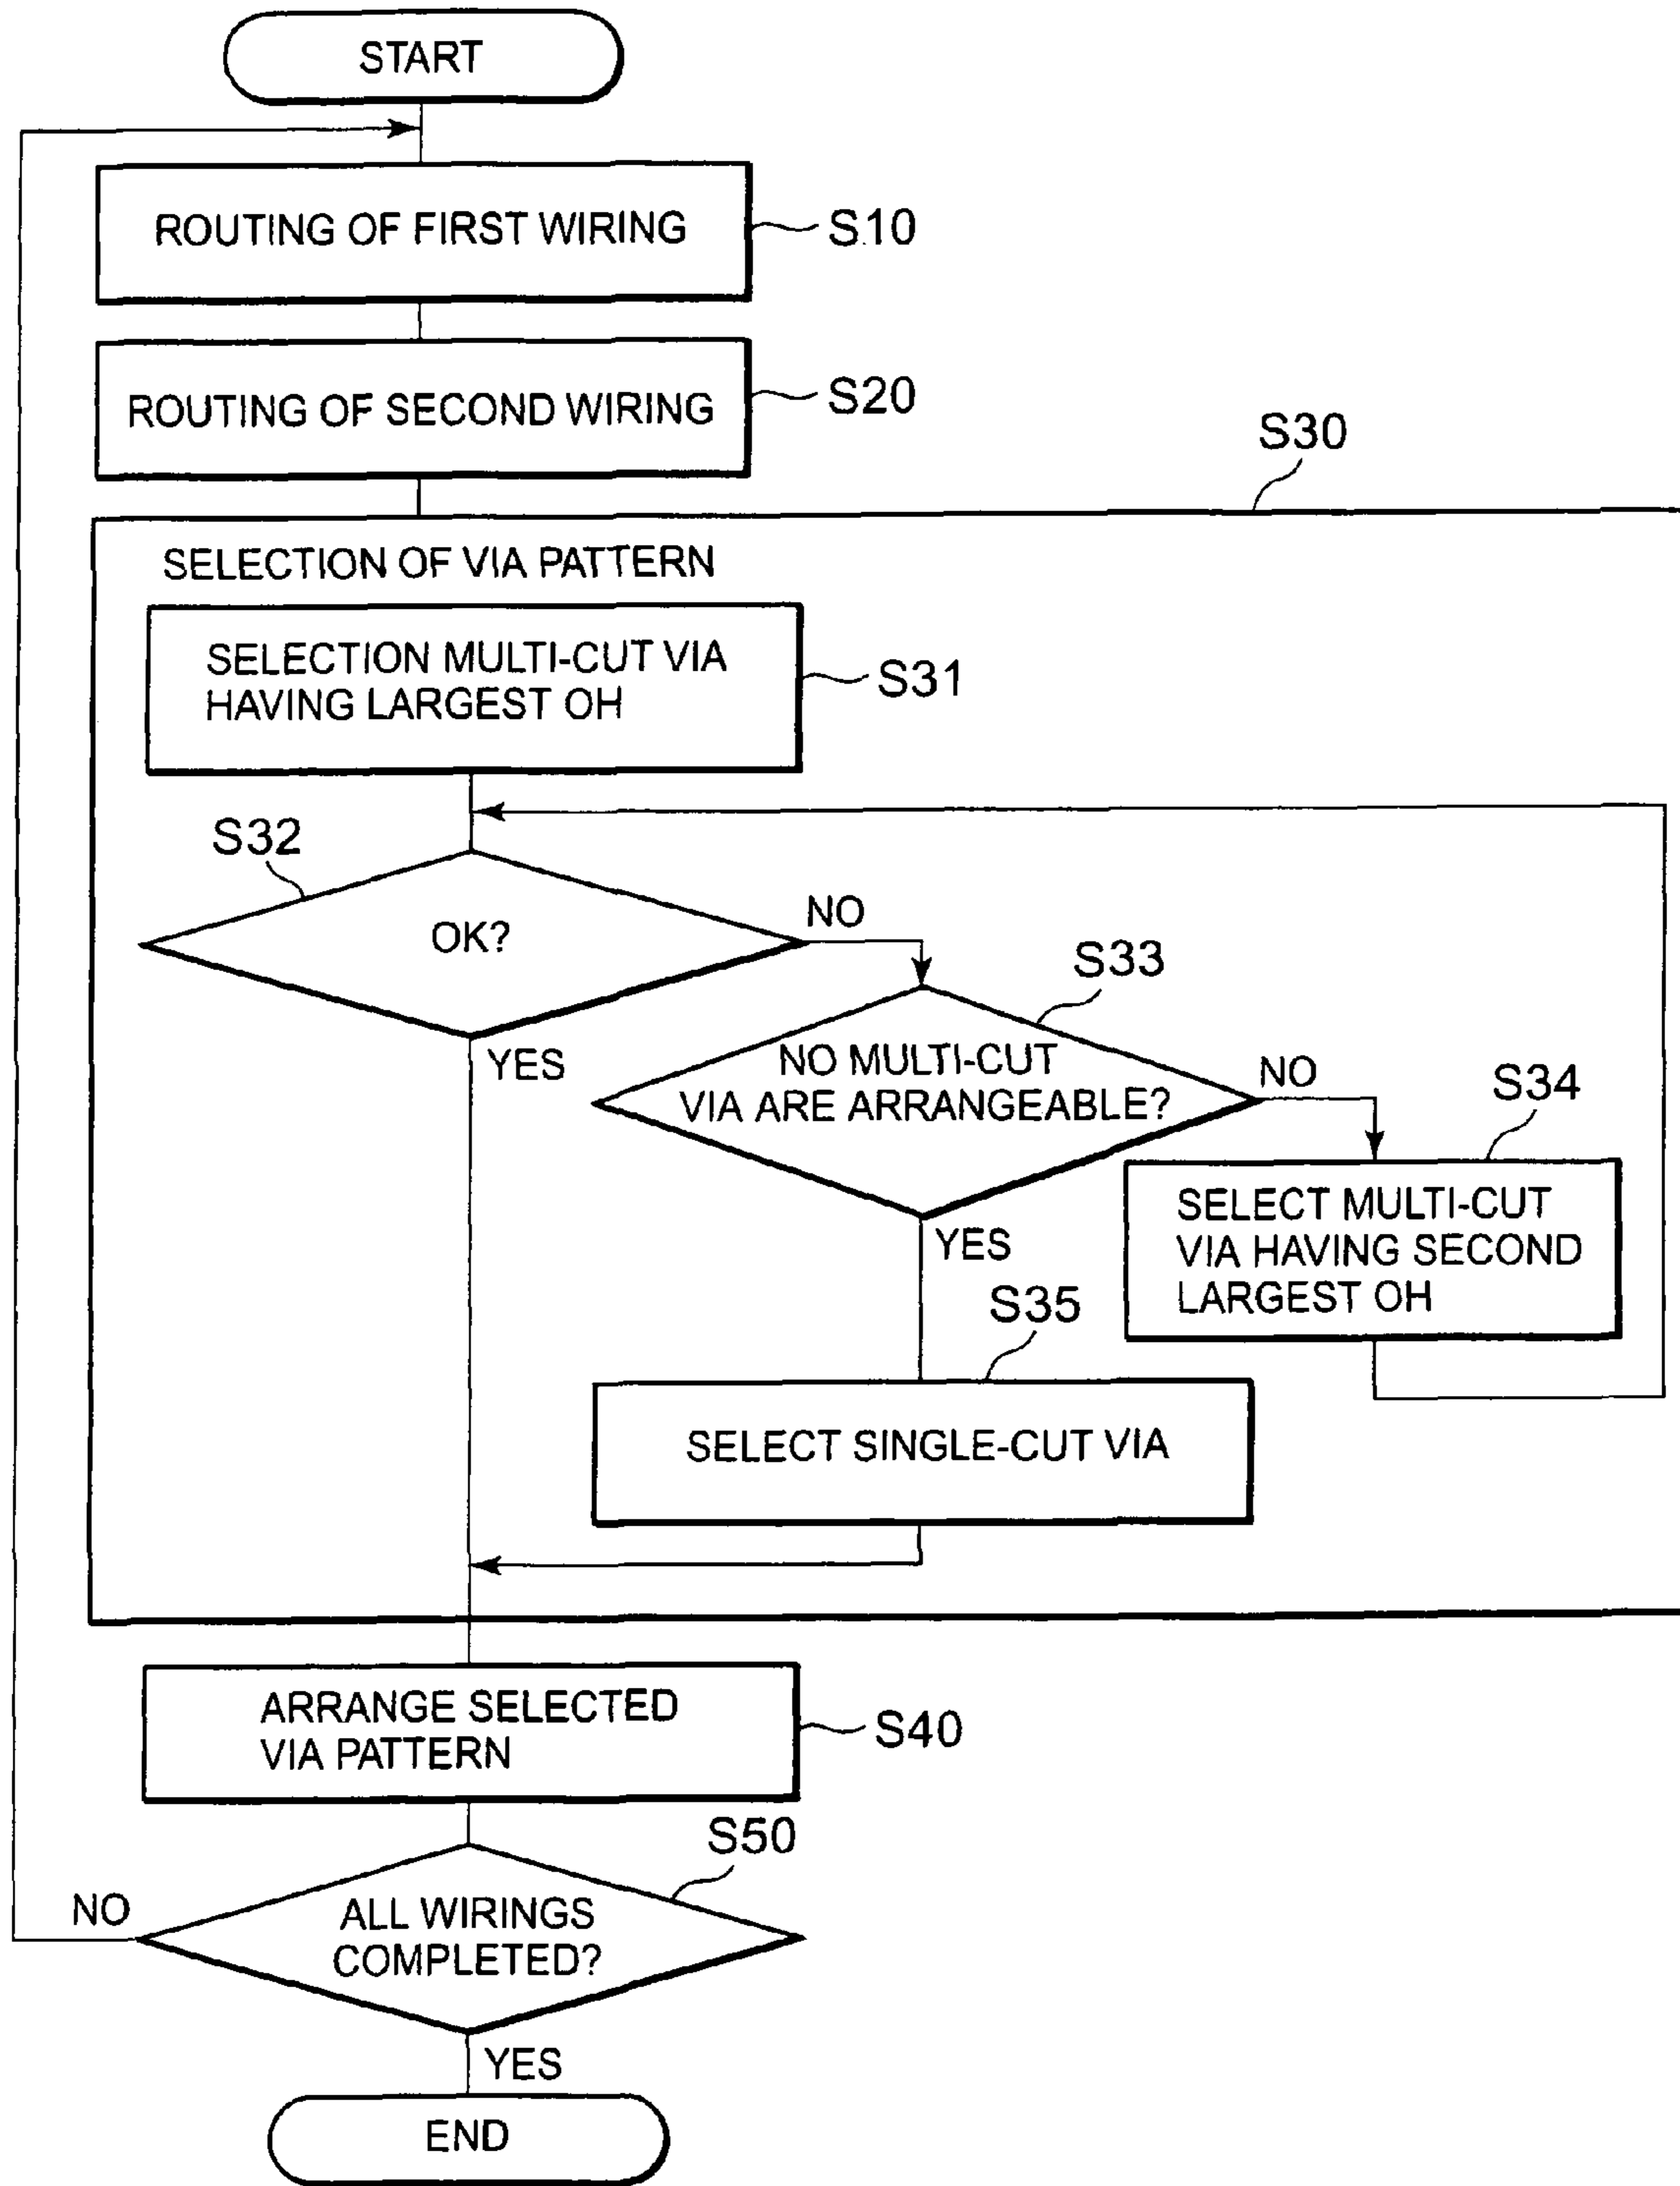 START
ROUTING OF FIRST WIRING
S10
ROUTING OF SECOND WIRING
S20
S30
SELECTION OF VIA PATTERN
SELECTION MULTI-CUT VIA
HAVING LARGEST OH
S31
S32
OK?
NO
YES
S33
NO MULTI-CUT
VIA ARE ARRANGEABLE?
NO
YES
S34
SELECT MULTI-CUT
VIA HAVING SECOND
LARGEST OH
S35
SELECT SINGLE-CUT VIA
ARRANGE SELECTED
VIA PATTERN
S40
S50
ALL WIRINGS
COMPLETED?
NO
YES
END